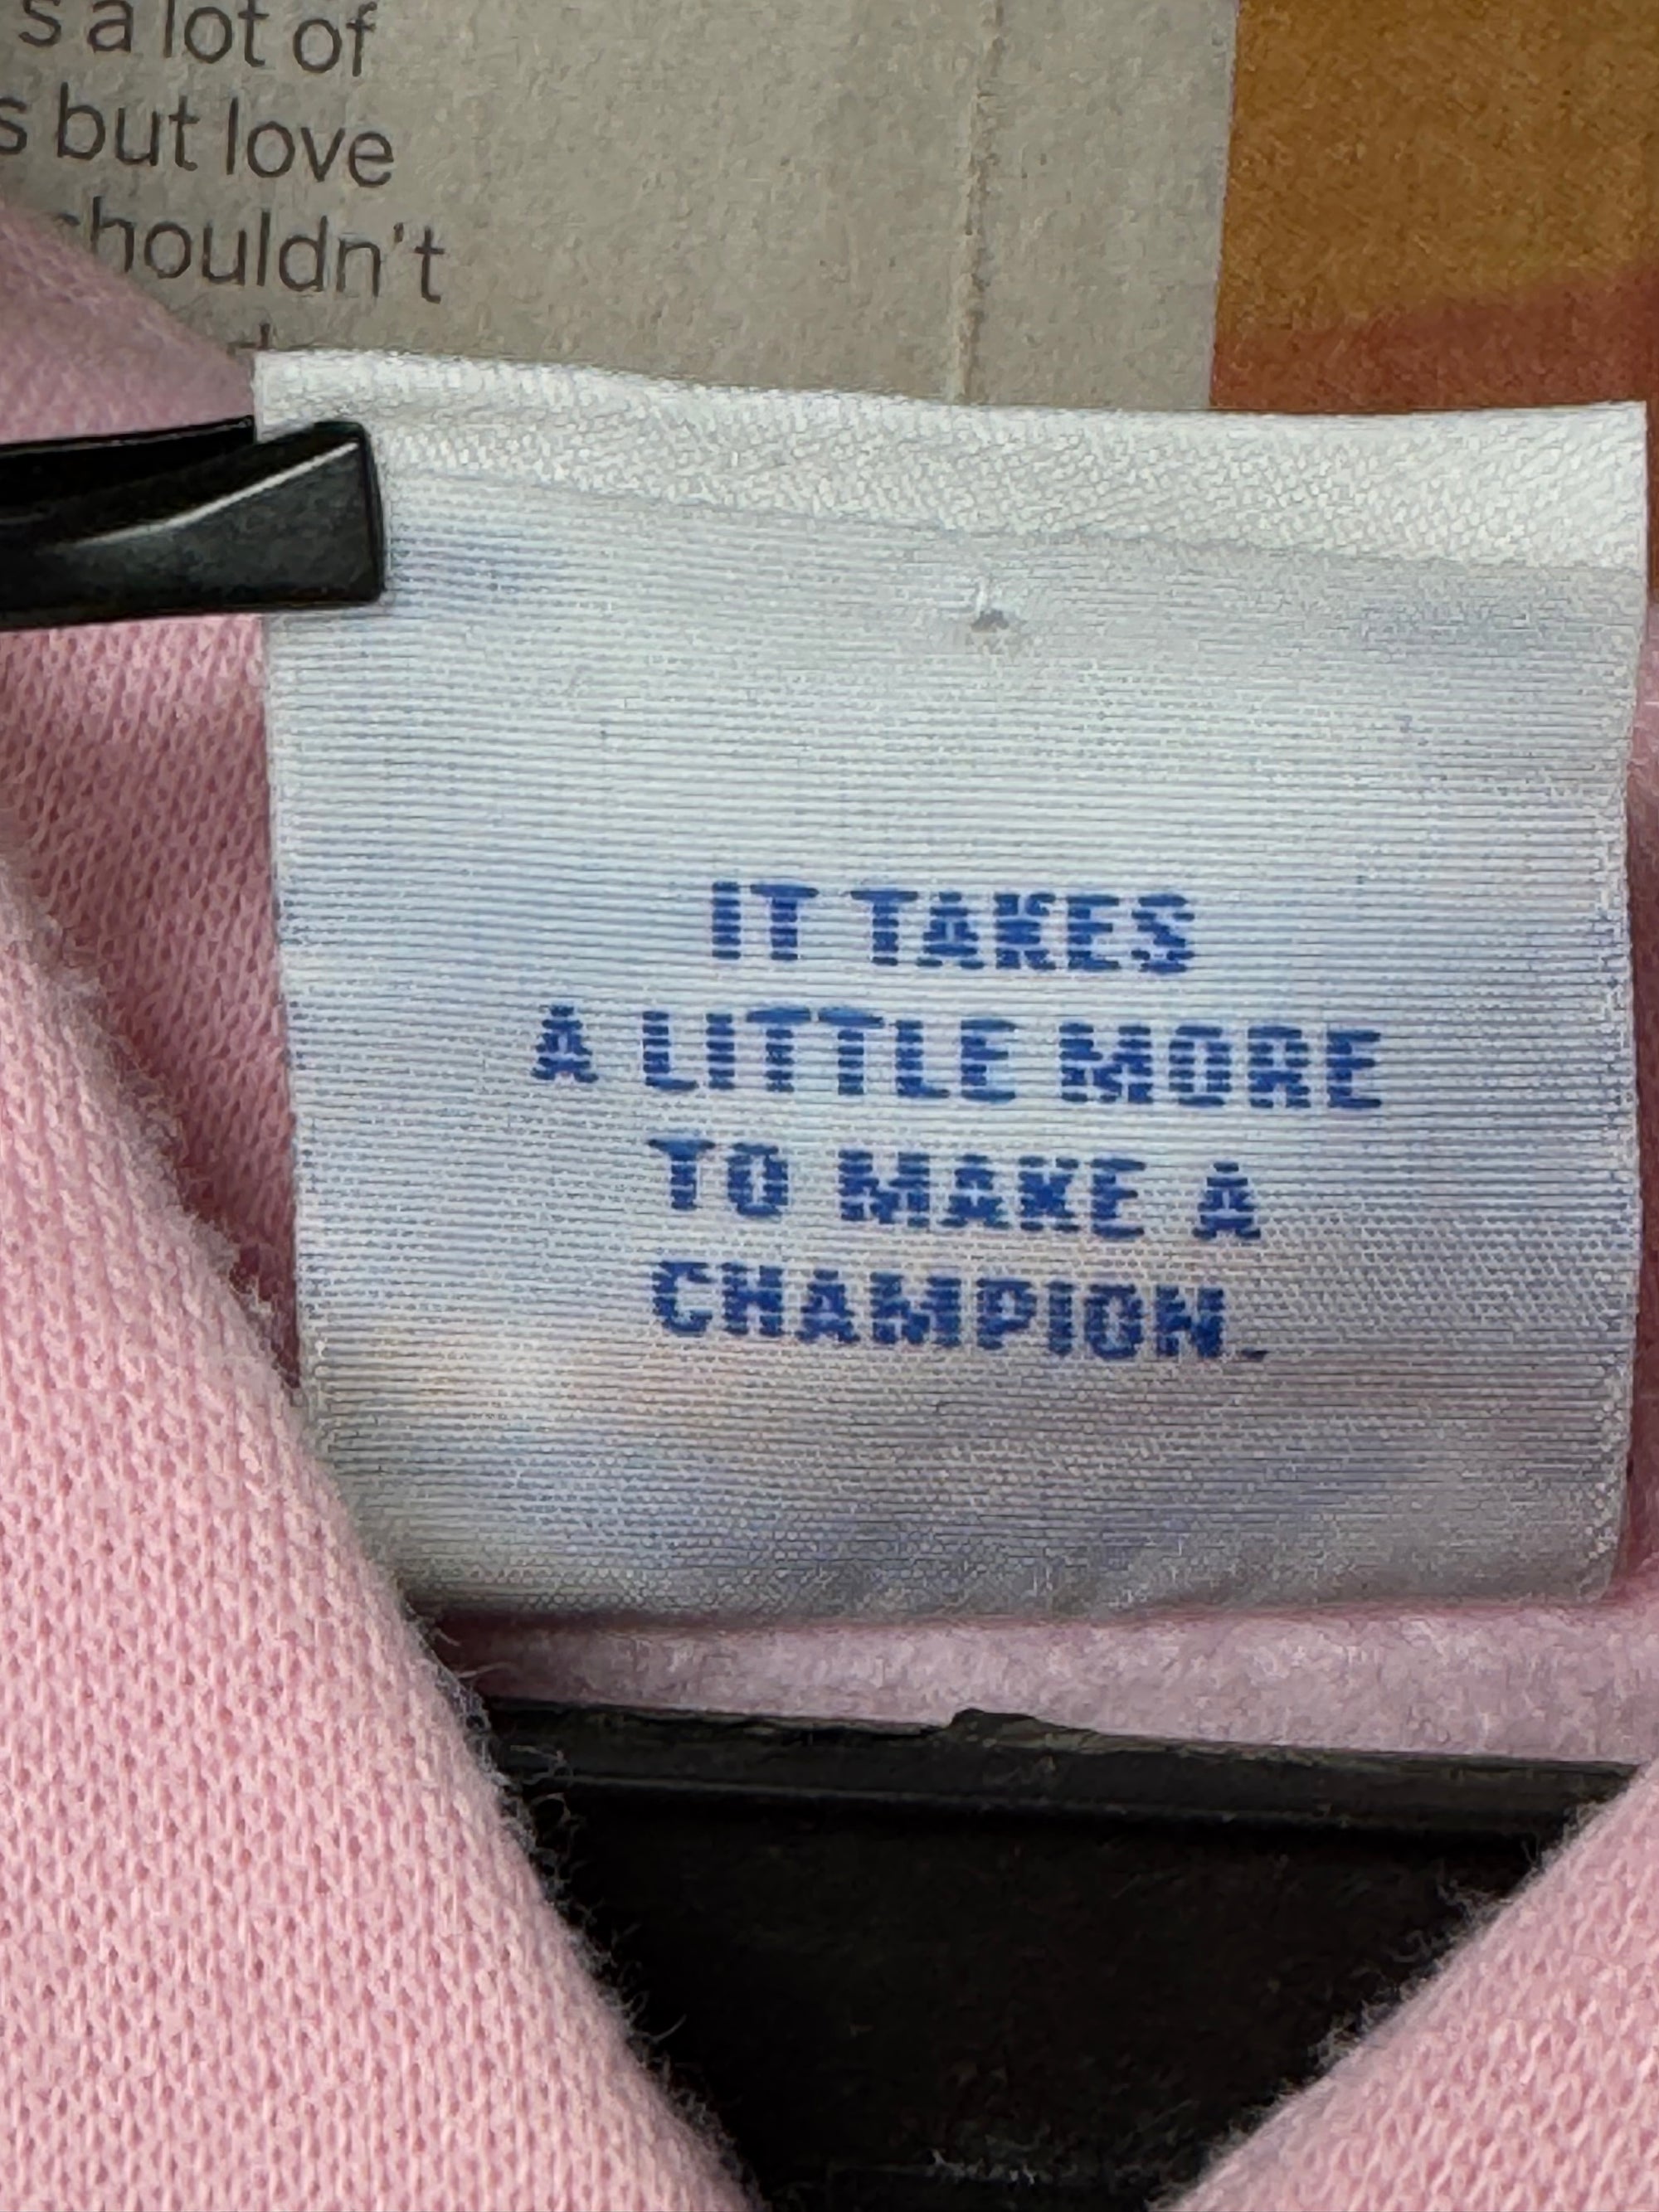 s a lot of
s but love
shouldn't
IT TAKES
A LITTLE MORE
TO MAKE A
CHAMPION.